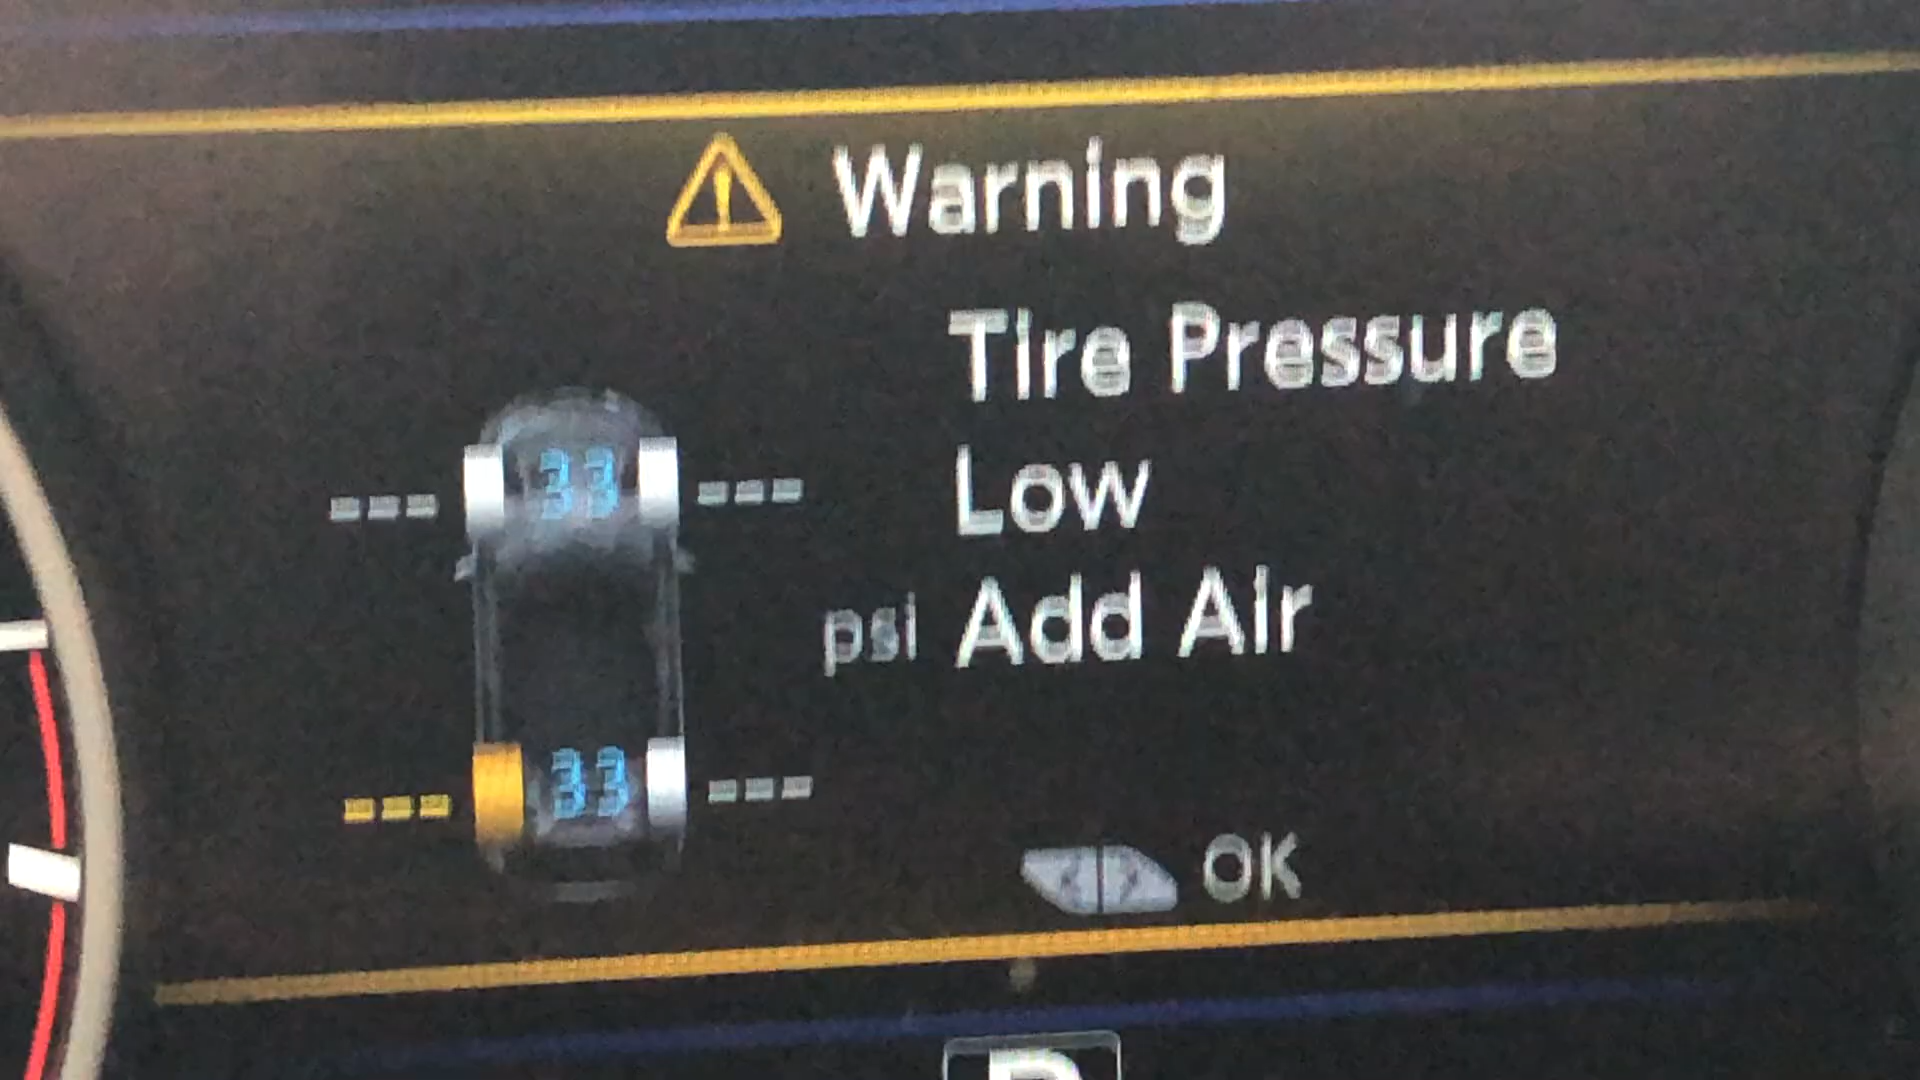 Warning
Tire Pressure
--- 33 --- Low
psi Add Air
--- 33 ---
OK